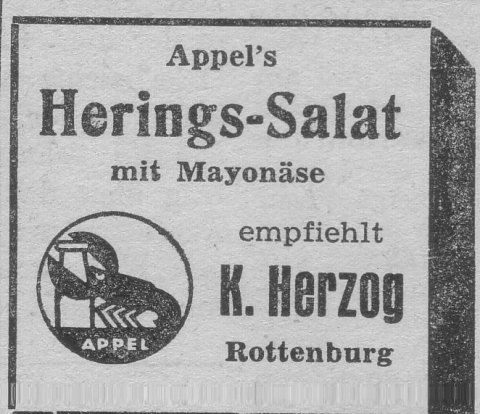 Appel's
Herings-Salat
mit Mayonäse
empfiehlt
K. Herzog
Rottenburg
APPEL